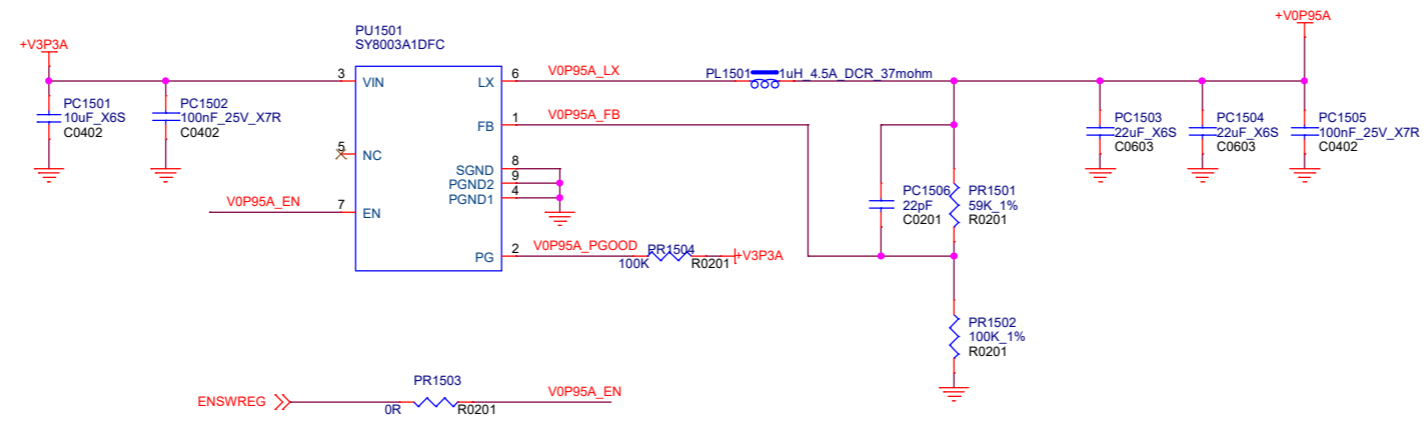 +V0P95A
+V3P3A
PU1501
SY8003A1DFC
3
VIN
LX
6
V0P95A_LX
PL1501
1uH_4.5A_DCR_37mohm
PC1501
10uF_X6S
C0402
PC1502
100nF_25V_X7R
C0402
FB
1
V0P95A_FB
PC1503
22uF_X6S
C0603
PC1504
22uF_X6S
C0603
PC1505
100nF_25V_X7R
C0402
5
NC
SGND
8
PGND2
9
PGND1
4
PC1506
22pF
C0201
PR1501
59K_1%
R0201
V0P95A_EN
7
EN
PG
2
V0P95A_PGOOD
PR1504
100K
R0201
+V3P3A
PR1502
100K_1%
R0201
ENSWREG
PR1503
0R
R0201
V0P95A_EN